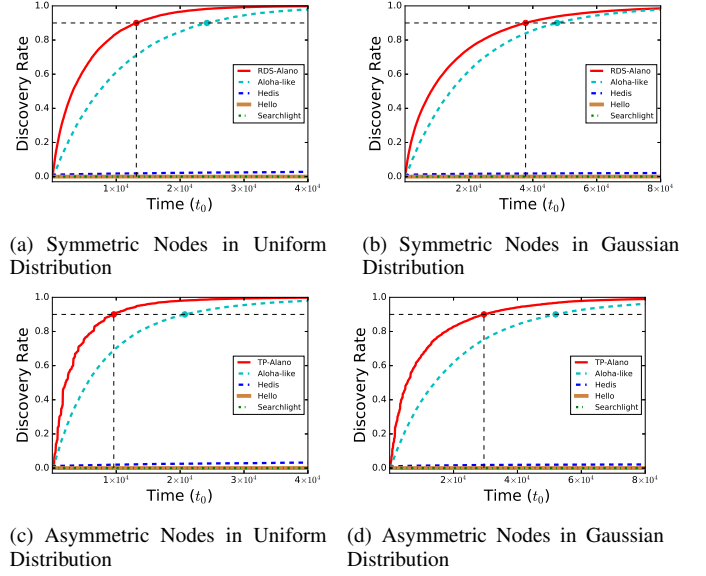 1.0
0.8
0.6
0.4
0.2
0.0
Discovery Rate
RDS-Alano
Aloha-like
Hedis
Hello
Searchlight
1×10⁴ 2×10⁴ 3×10⁴ 4×10⁴
Time (t₀)
1.0
0.8
0.6
0.4
0.2
0.0
Discovery Rate
RDS-Alano
Aloha-like
Hedis
Hello
Searchlight
2×10⁴ 4×10⁴ 6×10⁴ 8×10⁴
Time (t₀)
(a) Symmetric Nodes in Uniform
Distribution
(b) Symmetric Nodes in Gaussian
Distribution
1.0
0.8
0.6
0.4
0.2
0.0
Discovery Rate
TP-Alano
Aloha-like
Hedis
Hello
Searchlight
1×10⁴ 2×10⁴ 3×10⁴ 4×10⁴
Time (t₀)
1.0
0.8
0.6
0.4
0.2
0.0
Discovery Rate
TP-Alano
Aloha-like
Hedis
Hello
Searchlight
2×10⁴ 4×10⁴ 6×10⁴ 8×10⁴
Time (t₀)
(c) Asymmetric Nodes in Uniform
Distribution
(d) Asymmetric Nodes in Gaussian
Distribution